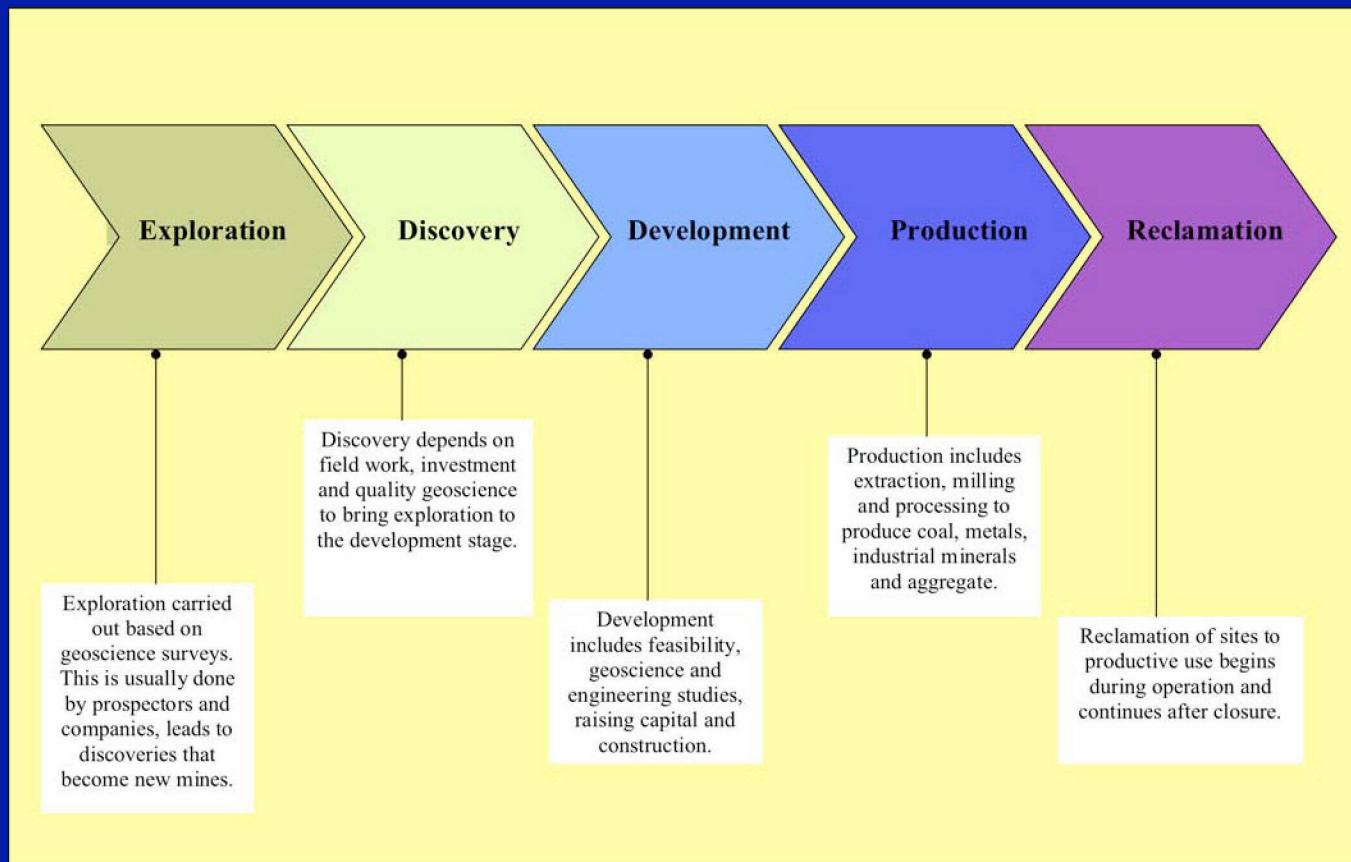 Exploration
Discovery
Development
Production
Reclamation
Exploration carried
out based on
geoscience surveys.
This is usually done
by prospectors and
companies, leads to
discoveries that
become new mines.
Discovery depends on
field work, investment
and quality geoscience
to bring exploration to
the development stage.
Development
includes feasibility,
geoscience and
engineering studies,
raising capital and
construction.
Production includes
extraction, milling
and processing to
produce coal, metals,
industrial minerals
and aggregate.
Reclamation of sites to
productive use begins
during operation and
continues after closure.